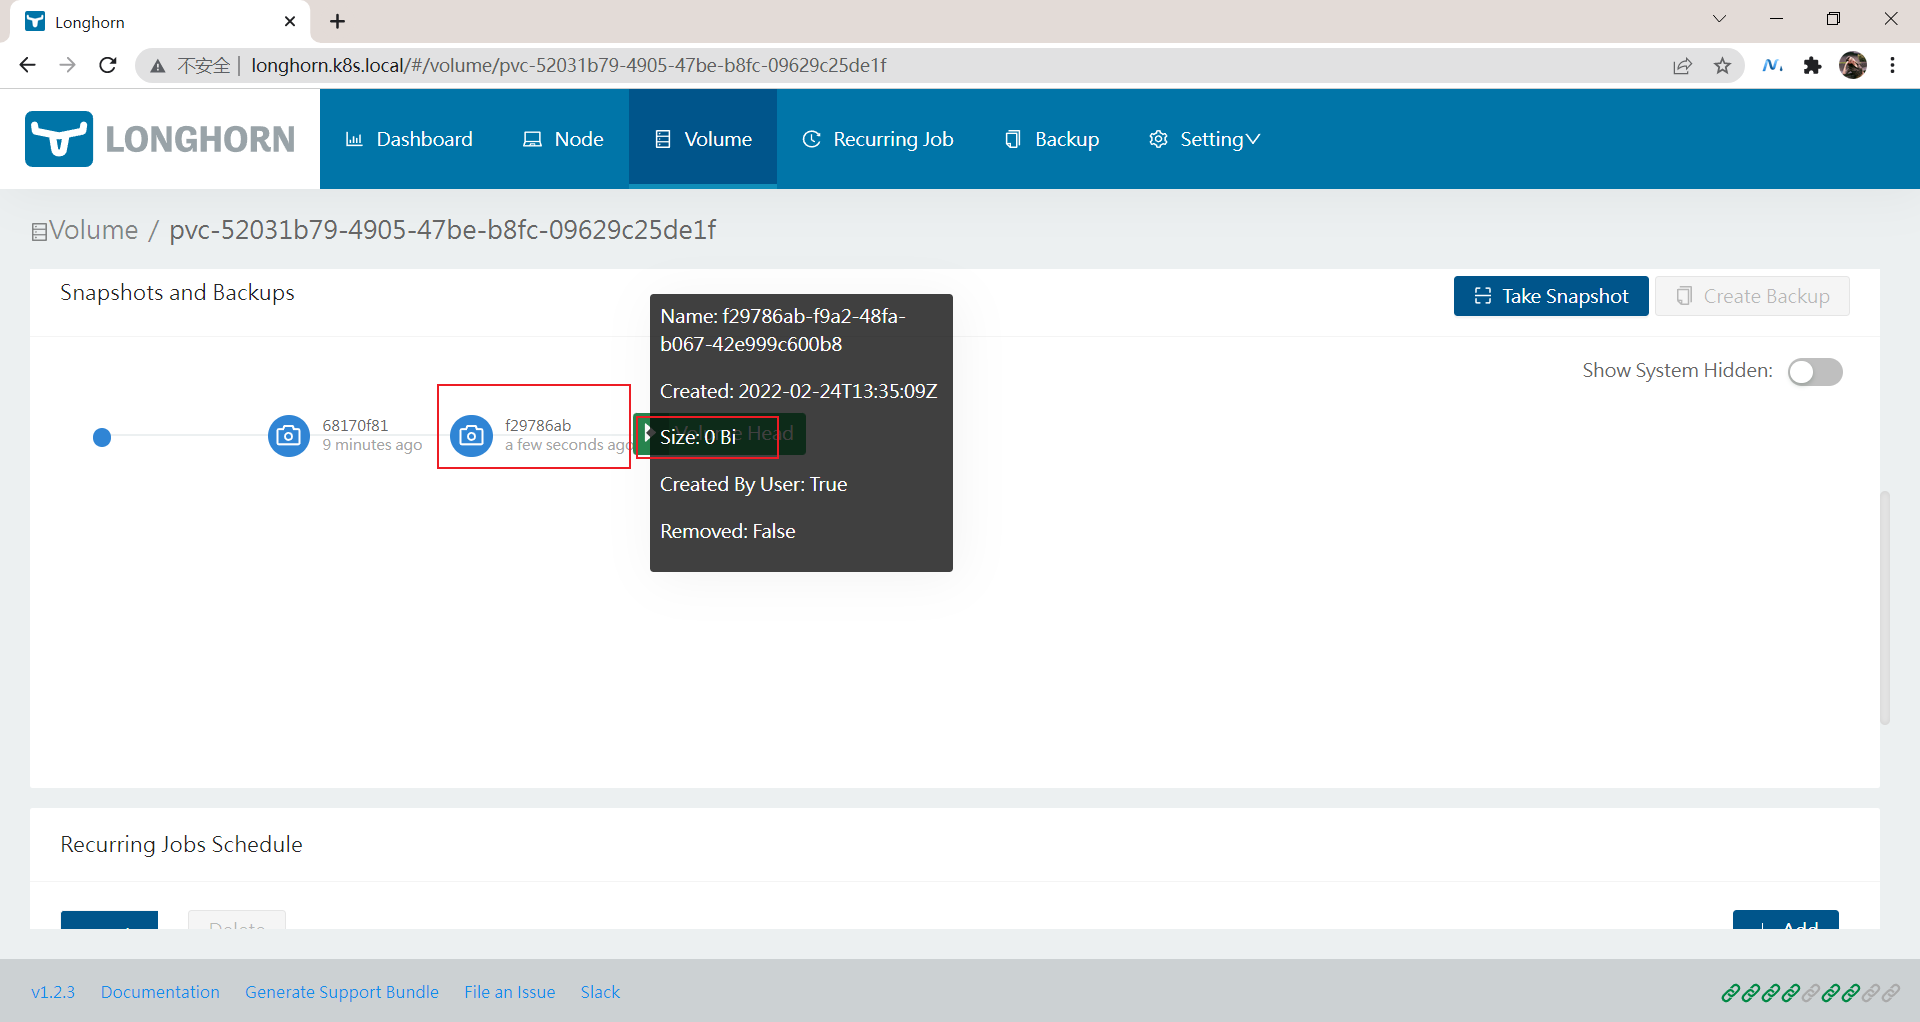 Longhorn
不安全
longhorn.k8s.local/#/volume/pvc-52031b79-4905-47be-b8fc-09629c25de1f
LONGHORN
Dashboard
Node
Volume
Recurring Job
Backup
Setting
Volume / pvc-52031b79-4905-47be-b8fc-09629c25de1f
Snapshots and Backups
Take Snapshot
Create Backup
Name: f29786ab-f9a2-48fa-
b067-42e999c600b8
Created: 2022-02-24T13:35:09Z
Size: 0 Bi
Created By User: True
Removed: False
Show System Hidden:
68170f81
9 minutes ago
f29786ab
a few seconds ago
Volume Head
Recurring Jobs Schedule
Delete
+ Add
v1.2.3
Documentation
Generate Support Bundle
File an Issue
Slack